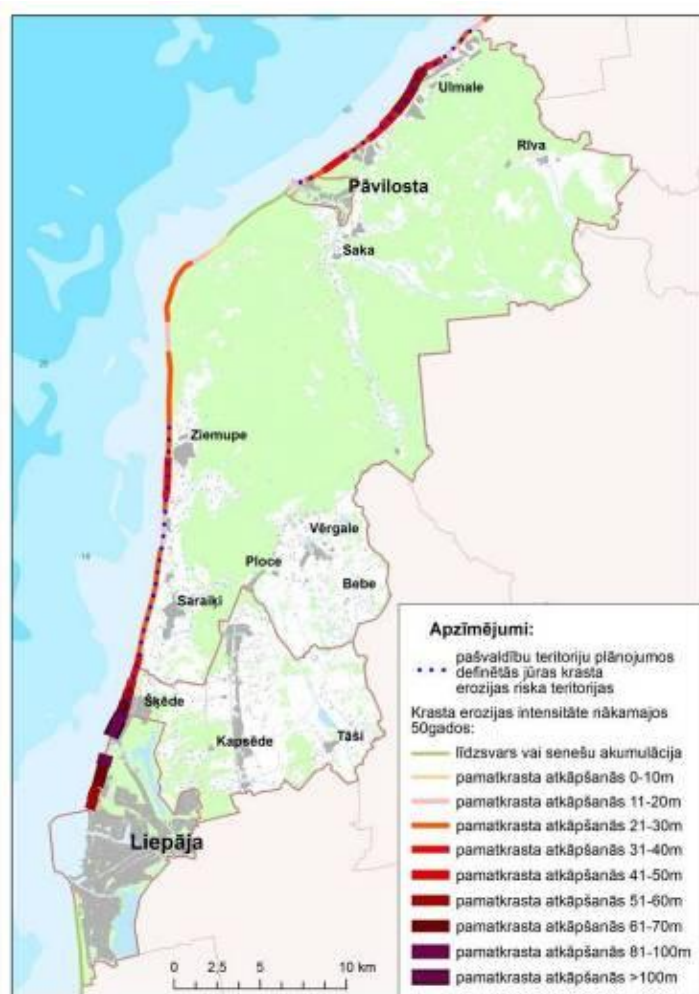 Ulmale
Rīva
Pāvilosta
Saka
Ziemupe
Vērgale
Ploce
Bebe
Saraiķi
Šķēde
Kapsēde
Tāši
Liepāja
0 2,5 5 10 km
Apzīmējumi:
pašvaldību teritoriju plānojumos
definētās jūras krasta
erozijas riska teritorijas
Krasta erozijas intensitāte nākamajos
50gados:
līdzsvars vai senešu akumulācija
pamatkrasta atkāpšanās 0-10m
pamatkrasta atkāpšanās 11-20m
pamatkrasta atkāpšanās 21-30m
pamatkrasta atkāpšanās 31-40m
pamatkrasta atkāpšanās 41-50m
pamatkrasta atkāpšanās 51-60m
pamatkrasta atkāpšanās 61-70m
pamatkrasta atkāpšanās 81-100m
pamatkrasta atkāpšanās >100m